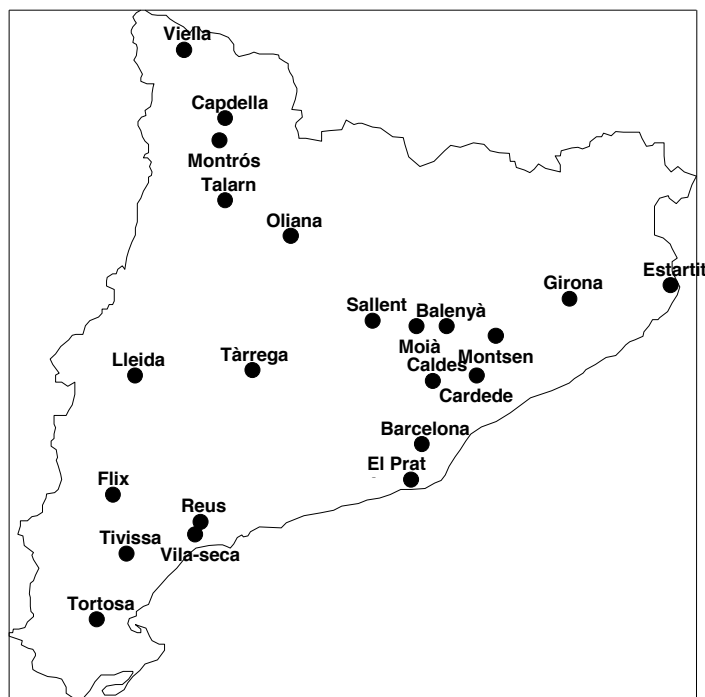 Viella
Capdella
Montrós
Talarn
Oliana
Estartit
Girona
Sallent
Balenyà
Moià
Montsen
Tàrrega
Lleida
Caldes
Cardede
Barcelona
El Prat
Flix
Reus
Tivissa
Vila-seca
Tortosa